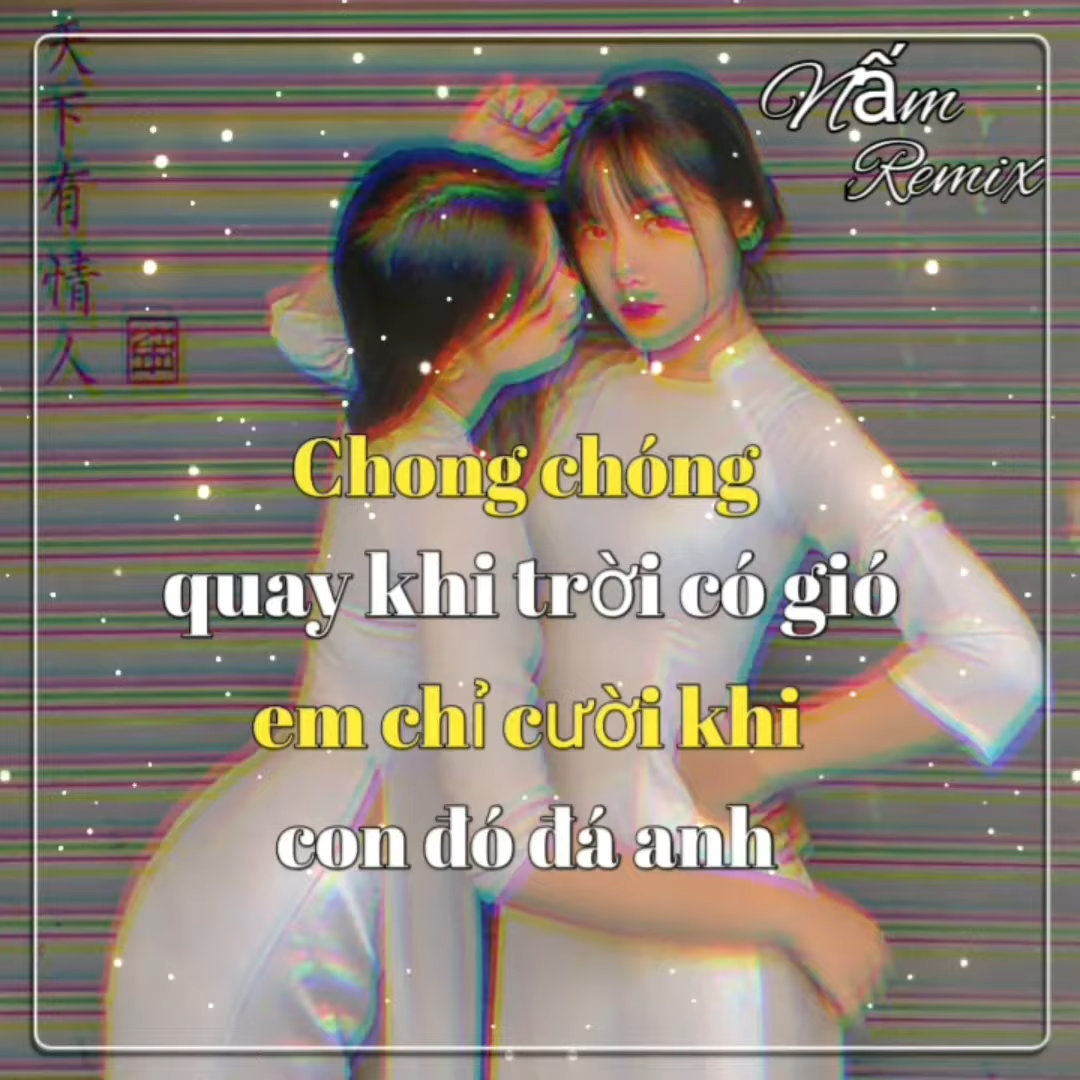 天下有情人
Nấm
Remix
Chong chóng
quay khi trời có gió
em chỉ cười khi
con đó đá anh